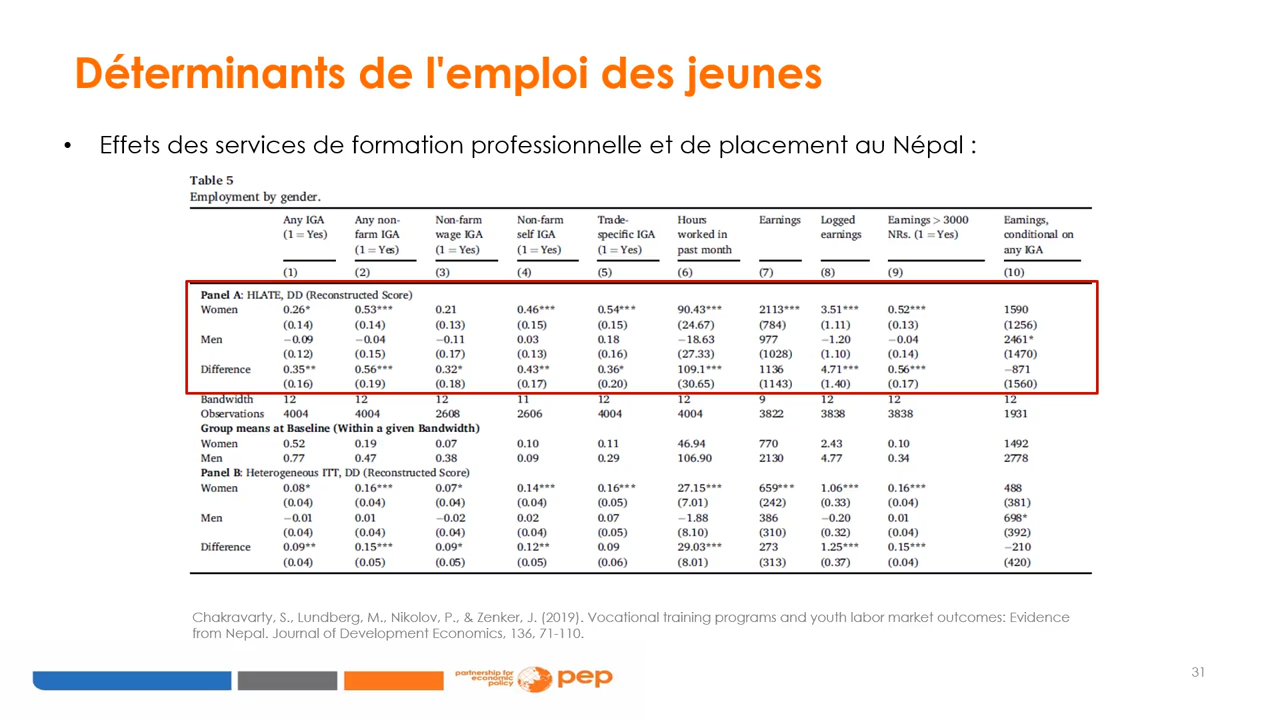 Déterminants de l'emploi des jeunes
• Effets des services de formation professionnelle et de placement au Népal :
Table 5
Employment by gender.
Any IGA (1 = Yes) Any non-farm IGA (1 = Yes) Non-farm wage IGA (1 = Yes) Non-farm self IGA (1 = Yes) Trade-specific IGA (1 = Yes) Hours worked in past month Earnings Logged earnings Earnings > 3000 NRs. (1 = Yes) Earnings, conditional on any IGA
(1) (2) (3) (4) (5) (6) (7) (8) (9) (10)
Panel A: HLATE, DD (Reconstructed Score)
Women 0.26* 0.53*** 0.21 0.46*** 0.54*** 90.43*** 2113*** 3.51*** 0.52*** 1590
(0.14) (0.14) (0.13) (0.15) (0.15) (24.67) (784) (1.11) (0.13) (1256)
Men −0.09 −0.04 −0.11 0.03 0.18 −18.63 977 −1.20 −0.04 2461*
(0.12) (0.15) (0.17) (0.13) (0.16) (27.33) (1028) (1.10) (0.14) (1470)
Difference 0.35** 0.56*** 0.32* 0.43** 0.36* 109.1*** 1136 4.71*** 0.56*** −871
(0.16) (0.19) (0.18) (0.17) (0.20) (30.65) (1143) (1.40) (0.17) (1560)
Bandwidth 12 12 12 11 12 12 9 12 12 12
Observations 4004 4004 2608 2606 4004 4004 3822 3838 3838 1931
Group means at Baseline (Within a given Bandwidth)
Women 0.52 0.19 0.07 0.10 0.11 46.94 770 2.43 0.10 1492
Men 0.77 0.47 0.38 0.09 0.29 106.90 2130 4.77 0.34 2778
Panel B: Heterogeneous ITT, DD (Reconstructed Score)
Women 0.08* 0.16*** 0.07* 0.14*** 0.16*** 27.15*** 659*** 1.06*** 0.16*** 488
(0.04) (0.04) (0.04) (0.04) (0.05) (7.01) (242) (0.33) (0.04) (381)
Men −0.01 0.01 −0.02 0.02 0.07 −1.88 386 −0.20 0.01 698*
(0.04) (0.04) (0.04) (0.04) (0.05) (8.10) (310) (0.32) (0.04) (392)
Difference 0.09** 0.15*** 0.09* 0.12** 0.09 29.03*** 273 1.25*** 0.15*** −210
(0.04) (0.05) (0.05) (0.05) (0.06) (8.01) (313) (0.37) (0.04) (420)
Chakravarty, S., Lundberg, M., Nikolov, P., & Zenker, J. (2019). Vocational training programs and youth labor market outcomes: Evidence
from Nepal. Journal of Development Economics, 136, 71-110.
partnership for
economic
policy
pep
31